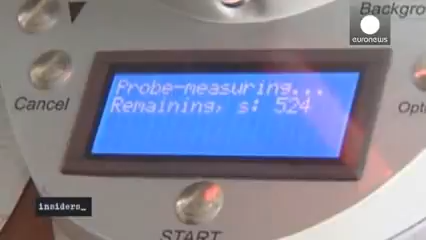 Backgro
euronews
Probe-measuring...
Remaining, s: 524
Cancel
Opti
insiders_
START